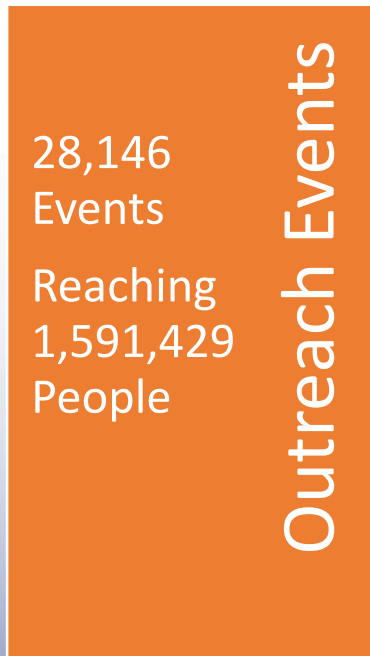 28,146
Events
Reaching
1,591,429
People
Outreach Events